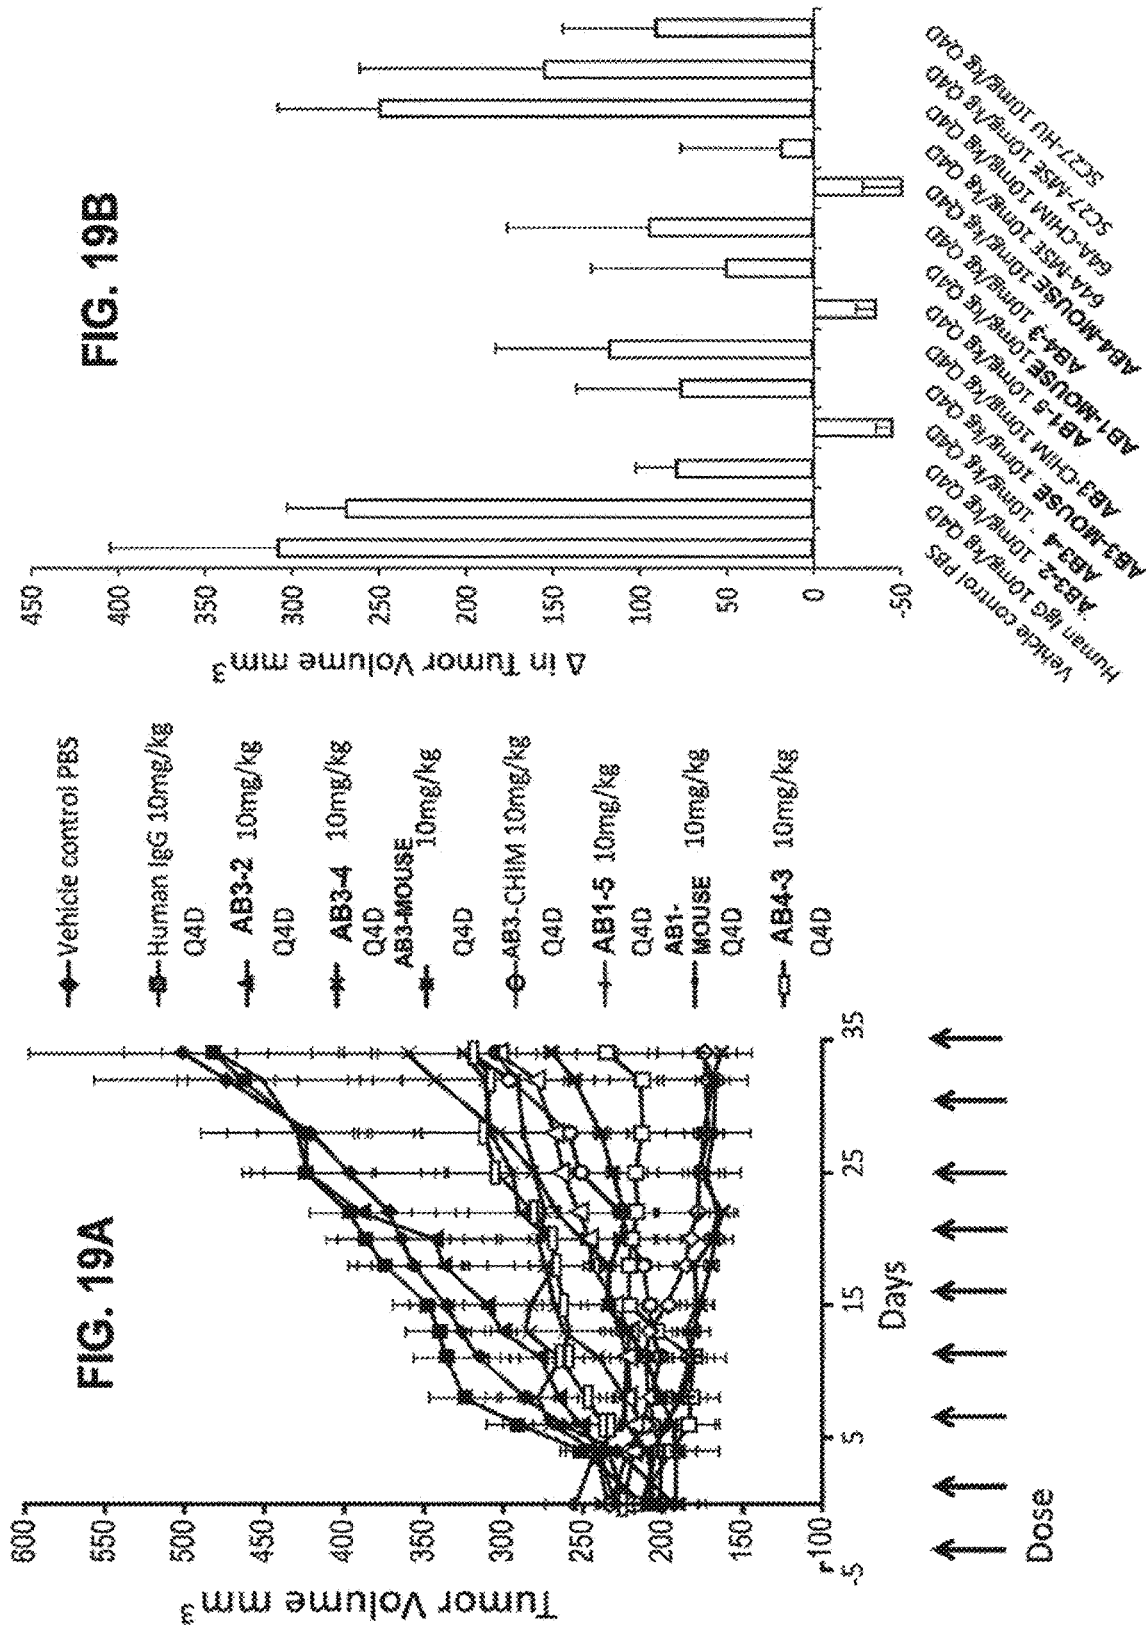 FIG. 19A
Tumor Volume mm³
600
550
500
450
400
350
300
250
200
150
100
-5
5
15
25
35
Days
Dose
Vehicle control PBS
Human IgG 10mg/kg
Q4D
AB3-2 10mg/kg
Q4D
AB3-4 10mg/kg
Q4D
AB3-MOUSE
10mg/kg
Q4D
AB3-CHIM 10mg/kg
Q4D
AB1-5 10mg/kg
Q4D
AB1-
MOUSE 10mg/kg
Q4D
AB4-3 10mg/kg
Q4D
FIG. 19B
Δ in Tumor Volume mm³
450
400
350
300
250
200
150
100
50
0
-50
Vehicle control PBS
Human IgG 10mg/kg Q4D
AB3-2 10mg/kg Q4D
AB3-4 10mg/kg Q4D
AB3-MOUSE 10mg/kg Q4D
AB3-CHIM 10mg/kg Q4D
AB1-5 10mg/kg Q4D
AB1-MOUSE 10mg/kg Q4D
AB4-3 10mg/kg Q4D
AB4-MOUSE 10mg/kg Q4D
64A-MSE 10mg/kg Q4D
64A-CHIM 10mg/kg Q4D
SC27-MSE 10mg/kg Q4D
SC27-HU 10mg/kg Q4D